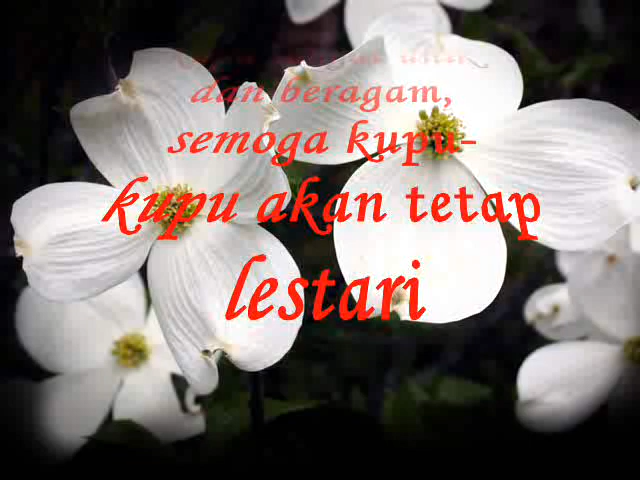 dan beragam,
semoga kupu-
kupu akan tetap
lestari